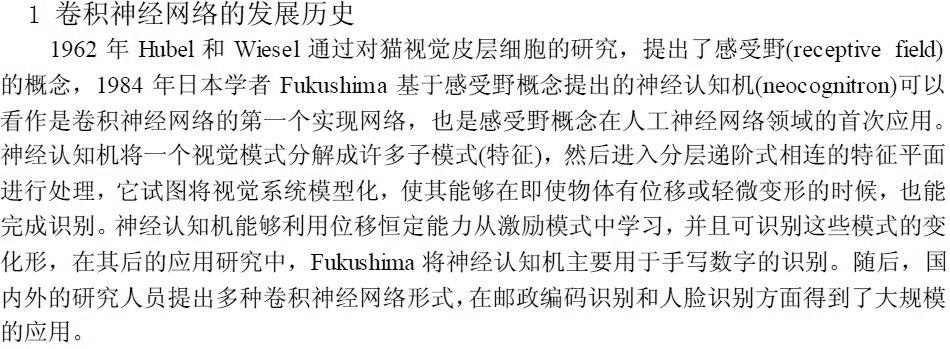 1 卷积神经网络的发展历史
1962 年 Hubel 和 Wiesel 通过对猫视觉皮层细胞的研究，提出了感受野(receptive field)
的概念，1984 年日本学者 Fukushima 基于感受野概念提出的神经认知机(neocognitron)可以
看作是卷积神经网络的第一个实现网络，也是感受野概念在人工神经网络领域的首次应用。
神经认知机将一个视觉模式分解成许多子模式(特征)，然后进入分层递阶式相连的特征平面
进行处理，它试图将视觉系统模型化，使其能够在即使物体有位移或轻微变形的时候，也能
完成识别。神经认知机能够利用位移恒定能力从激励模式中学习，并且可识别这些模式的变
化形，在其后的应用研究中，Fukushima 将神经认知机主要用于手写数字的识别。随后，国
内外的研究人员提出多种卷积神经网络形式，在邮政编码识别和人脸识别方面得到了大规模
的应用。